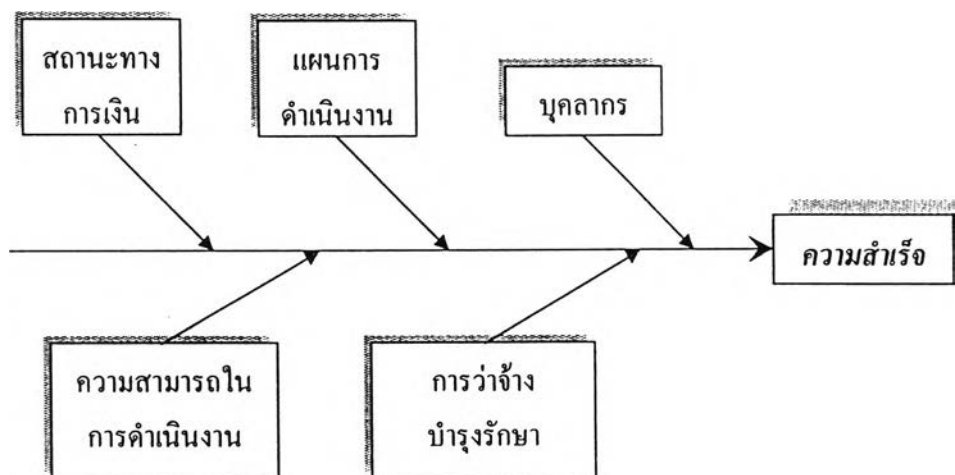 สถานะทาง
การเงิน
แผนการ
ดำเนินงาน
บุคลากร
ความสำเร็จ
ความสามารถใน
การดำเนินงาน
การว่าจ้าง
บำรุงรักษา